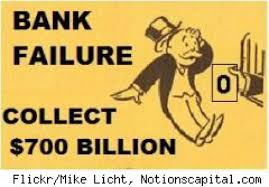 BANK
FAILURE
0
COLLECT
$700 BILLION
Flickr/Mike Licht, Notionscapital.com